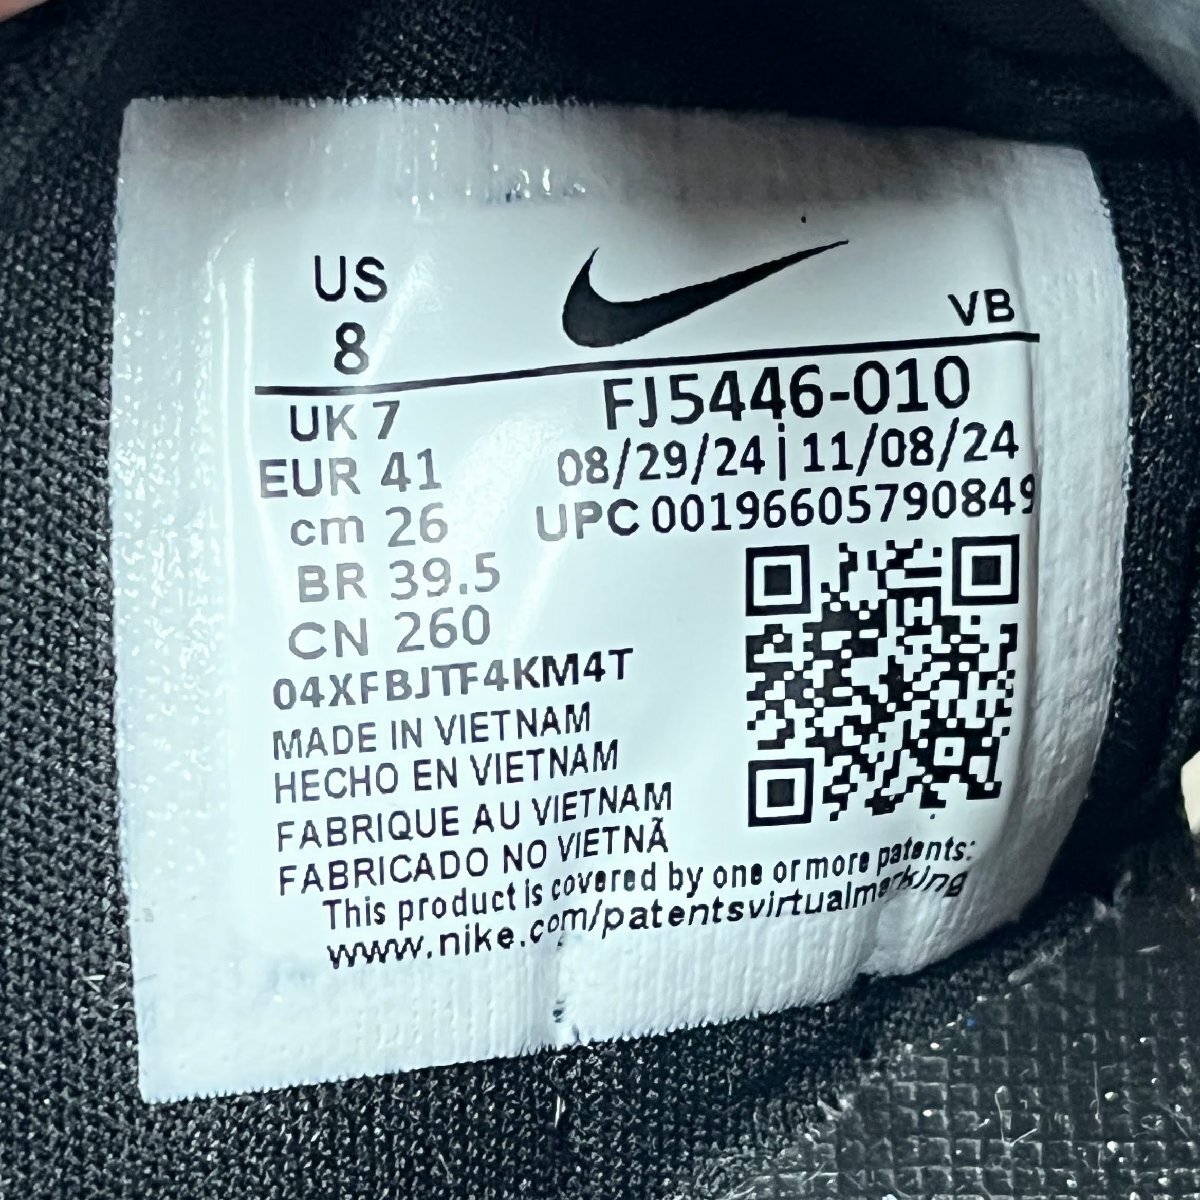 US
8
VB
UK 7
FJ5446-010
EUR 41
08/29/24 | 11/08/24
cm 26
UPC 00196605790849
BR 39.5
CN 260
04XFBJTF4KM4T
MADE IN VIETNAM
HECHO EN VIETNAM
FABRIQUE AU VIETNAM
FABRICADO NO VIETNÃ
This product is covered by one or more patents:
www.nike.com/patentsvirtualmarking